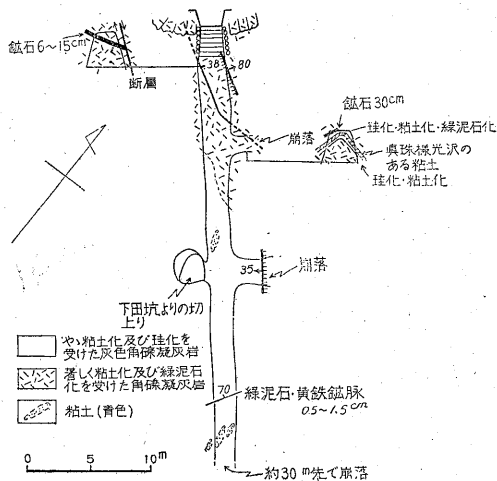 鉱石6~15cm
断層
38
80
鉱石30cm
珪化・粘土化・緑泥石化
崩落
真珠様光沢の
ある粘土
珪化・粘土化
35
崩落
下田坑よりの切
上り
やゝ粘土化及び珪化を
受けた灰色角礫凝灰岩
著しく粘土化及び緑泥石
化を受けた角礫凝灰岩
粘土(青色)
70
緑泥石・黄鉄鉱脈
05~1.5cm
0 5 10m
約30m先で崩落